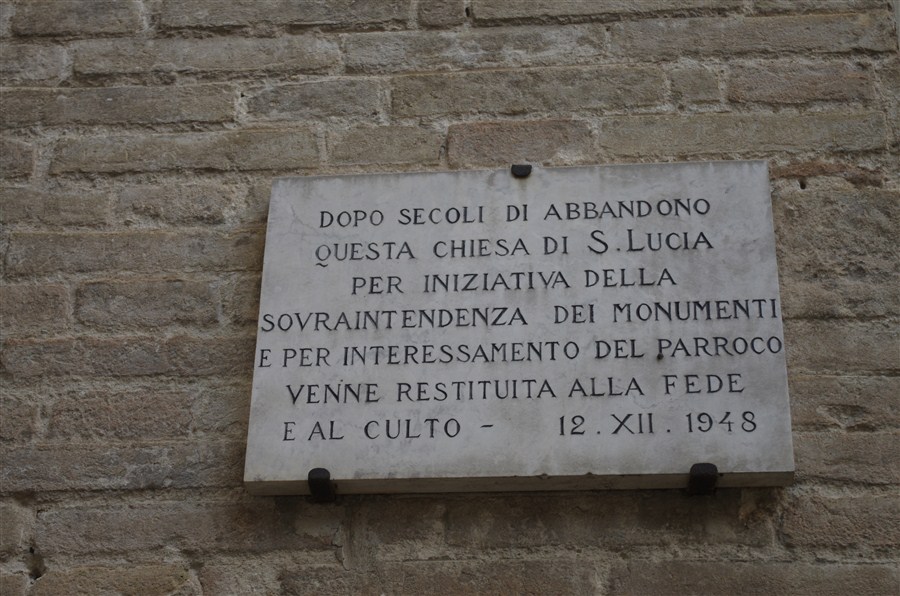 DOPO SECOLI DI ABBANDONO
QUESTA CHIESA DI S. LUCIA
PER INIZIATIVA DELLA
SOVRAINTENDENZA DEI MONUMENTI
E PER INTERESSAMENTO DEL PARROCO
VENNE RESTITUITA ALLA FEDE
E AL CULTO - 12. XII. 1948